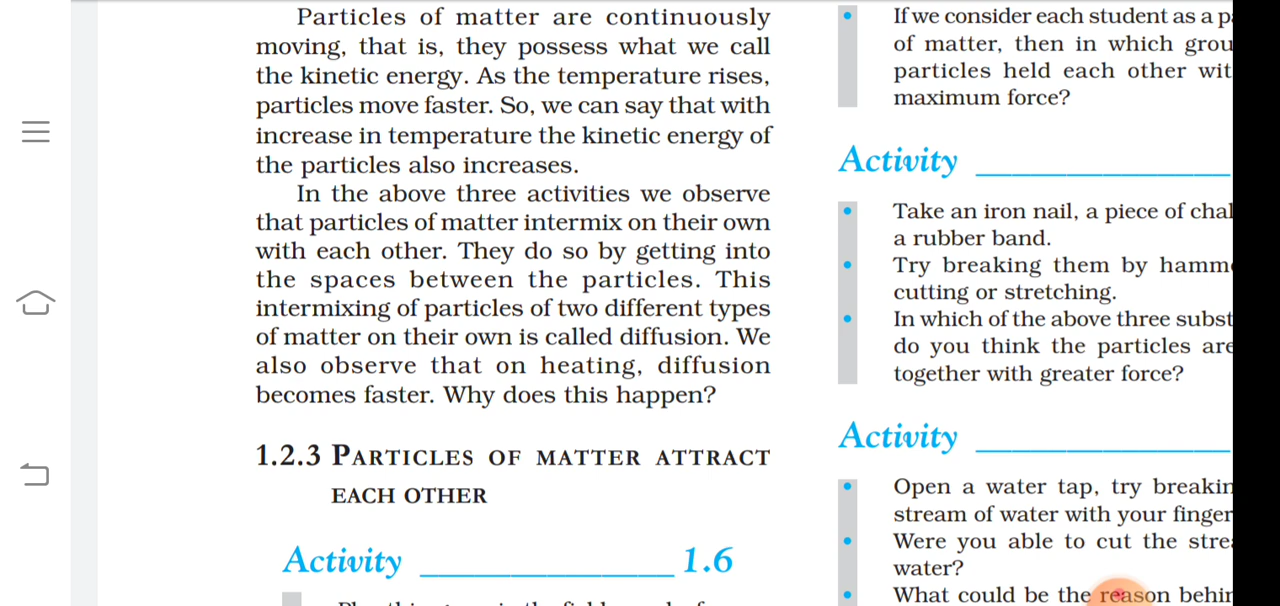 Particles of matter are continuously
moving, that is, they possess what we call
the kinetic energy. As the temperature rises,
particles move faster. So, we can say that with
increase in temperature the kinetic energy of
the particles also increases.
In the above three activities we observe
that particles of matter intermix on their own
with each other. They do so by getting into
the spaces between the particles. This
intermixing of particles of two different types
of matter on their own is called diffusion. We
also observe that on heating, diffusion
becomes faster. Why does this happen?
1.2.3 PARTICLES OF MATTER ATTRACT
EACH OTHER
Activity 1.6
If we consider each student as a
of matter, then in which
particles held each other
maximum force?
Activity
Take an iron nail, a piece of
a rubber band.
Try breaking them by
cutting or stretching.
In which of the above three
do you think the particles are
together with greater force?
Activity
Open a water tap, try
stream of water with your
Were you able to cut the
water?
What could be the reason